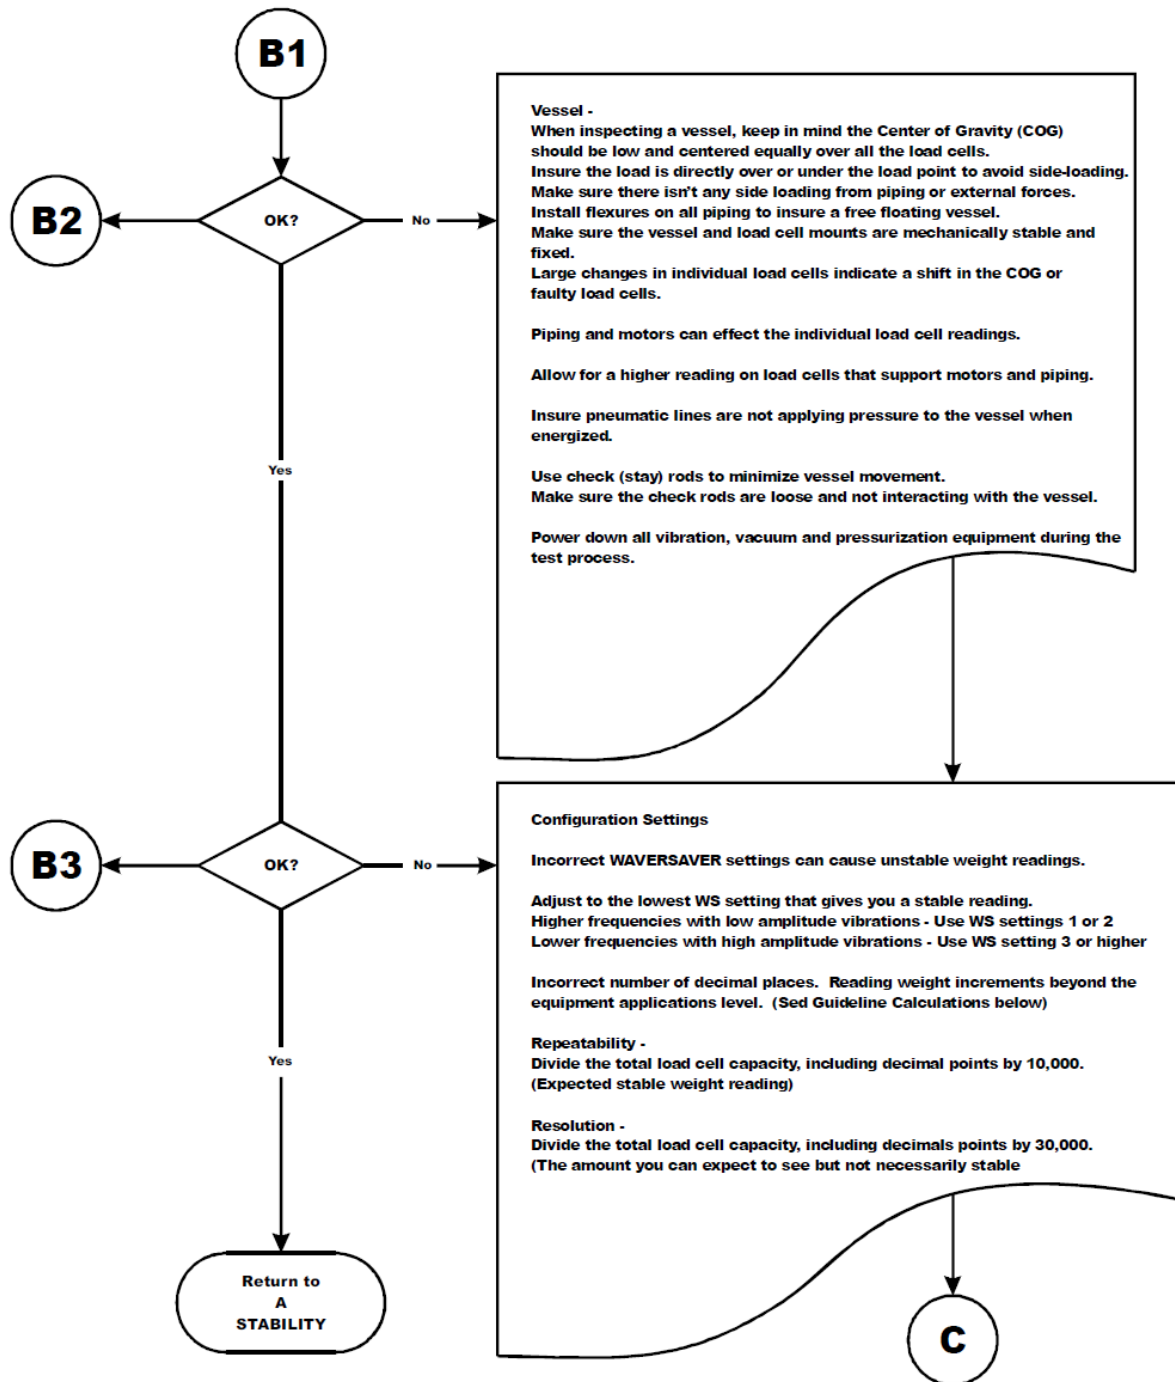 B1
Vessel -
When inspecting a vessel, keep in mind the Center of Gravity (COG)
should be low and centered equally over all the load cells.
Insure the load is directly over or under the load point to avoid side-loading.
Make sure there isn't any side loading from piping or external forces.
Install flexures on all piping to insure a free floating vessel.
Make sure the vessel and load cell mounts are mechanically stable and
fixed.
Large changes in individual load cells indicate a shift in the COG or
faulty load cells.
Piping and motors can effect the individual load cell readings.
Allow for a higher reading on load cells that support motors and piping.
Insure pneumatic lines are not applying pressure to the vessel when
energized.
Use check (stay) rods to minimize vessel movement.
Make sure the check rods are loose and not interacting with the vessel.
Power down all vibration, vacuum and pressurization equipment during the
test process.
B2
OK?
No
Yes
Configuration Settings
Incorrect WAVERSAVER settings can cause unstable weight readings.
Adjust to the lowest WS setting that gives you a stable reading.
Higher frequencies with low amplitude vibrations - Use WS settings 1 or 2
Lower frequencies with high amplitude vibrations - Use WS setting 3 or higher
Incorrect number of decimal places. Reading weight increments beyond the
equipment applications level. (Sed Guideline Calculations below)
Repeatability -
Divide the total load cell capacity, including decimal points by 10,000.
(Expected stable weight reading)
Resolution -
Divide the total load cell capacity, including decimals points by 30,000.
(The amount you can expect to see but not necessarily stable
B3
OK?
No
Yes
Return to
A
STABILITY
C